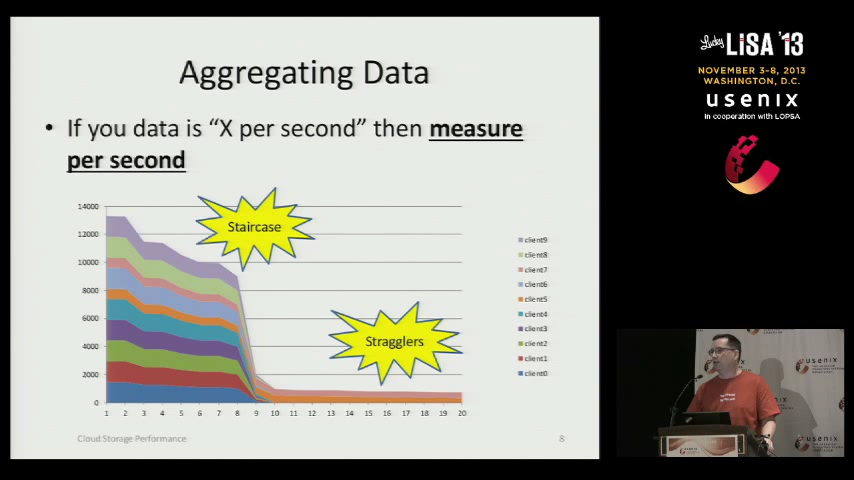 Aggregating Data
• If you data is “X per second” then measure
per second
14000
12000
10000
8000
6000
4000
2000
0
1 2 3 4 5 6 7 8 9 10 11 12 13 14 15 16 17 18 19 20
Staircase
Stragglers
client9
client8
client7
client6
client5
client4
client3
client2
client1
client0
Cloud Storage Performance
8
Lucky LiSA '13
NOVEMBER 3-8, 2013
WASHINGTON, D.C.
usenix
In cooperation with LOPSA
usenix
usenix